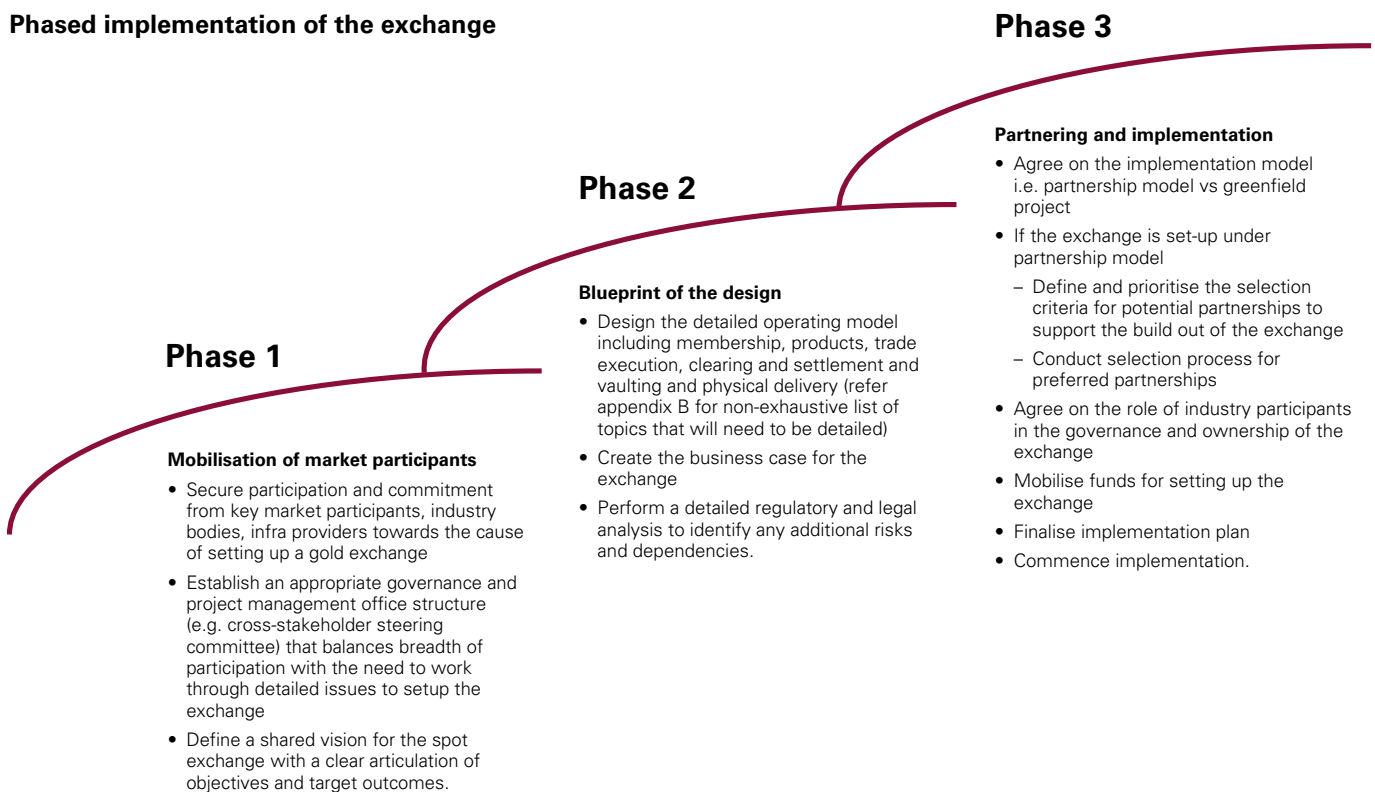 Phased implementation of the exchange
Phase 1
Mobilisation of market participants
• Secure participation and commitment
from key market participants, industry
bodies, infra providers towards the cause
of setting up a gold exchange
• Establish an appropriate governance and
project management office structure
(e.g. cross-stakeholder steering
committee) that balances breadth of
participation with the need to work
through detailed issues to setup the
exchange
• Define a shared vision for the spot
exchange with a clear articulation of
objectives and target outcomes.
Phase 2
Blueprint of the design
• Design the detailed operating model
including membership, products, trade
execution, clearing and settlement and
vaulting and physical delivery (refer
appendix B for non-exhaustive list of
topics that will need to be detailed)
• Create the business case for the
exchange
• Perform a detailed regulatory and legal
analysis to identify any additional risks
and dependencies.
Phase 3
Partnering and implementation
• Agree on the implementation model
i.e. partnership model vs greenfield
project
• If the exchange is set-up under
partnership model
– Define and prioritise the selection
criteria for potential partnerships to
support the build out of the exchange
– Conduct selection process for
preferred partnerships
• Agree on the role of industry participants
in the governance and ownership of the
exchange
• Mobilise funds for setting up the
exchange
• Finalise implementation plan
• Commence implementation.